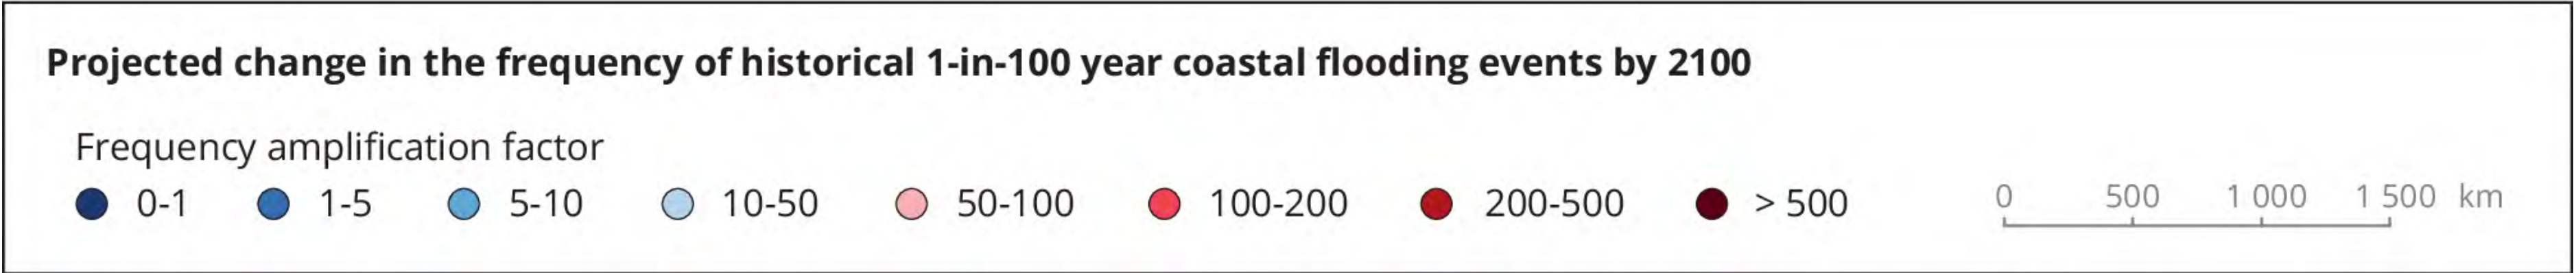 Projected change in the frequency of historical 1-in-100 year coastal flooding events by 2100
Frequency amplification factor
0-1 1-5 5-10 10-50 50-100 100-200 200-500 > 500
0 500 1 000 1 500 km